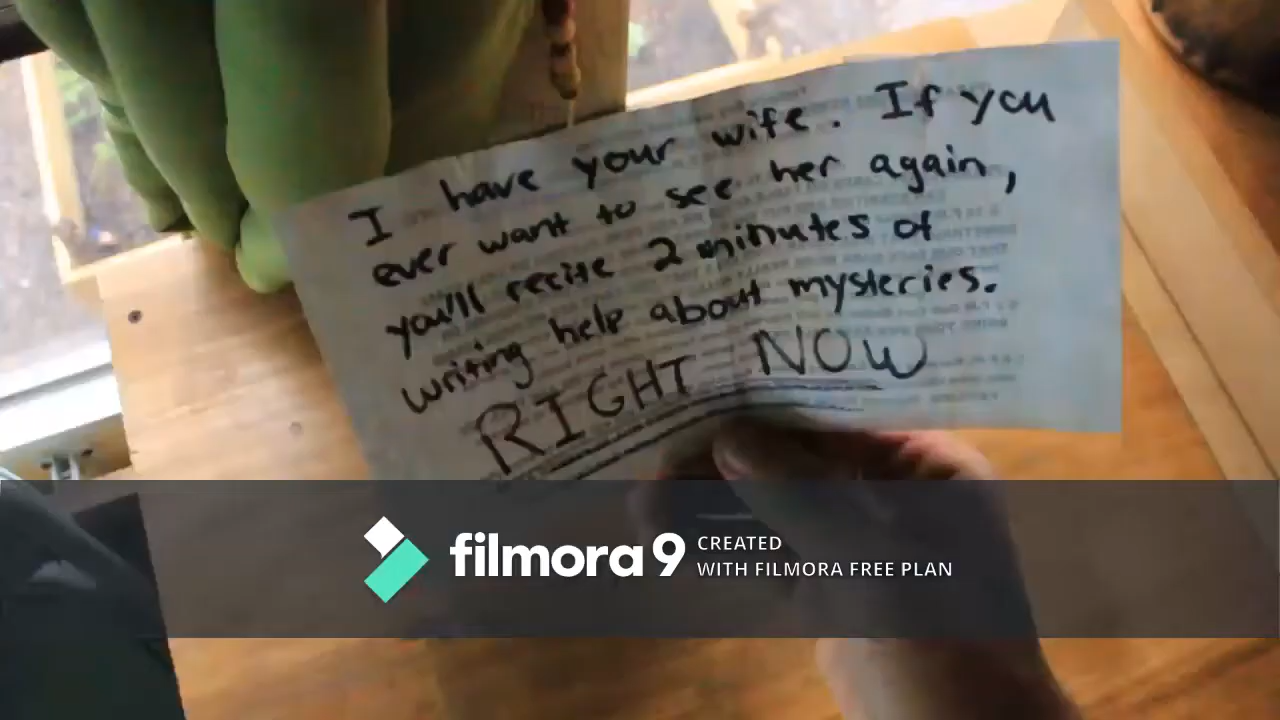 I have your wife. If you
ever want to see her again,
you'll recite 2 minutes of
writing help about mysteries.
RIGHT NOW
filmora9
CREATED
WITH FILMORA FREE PLAN